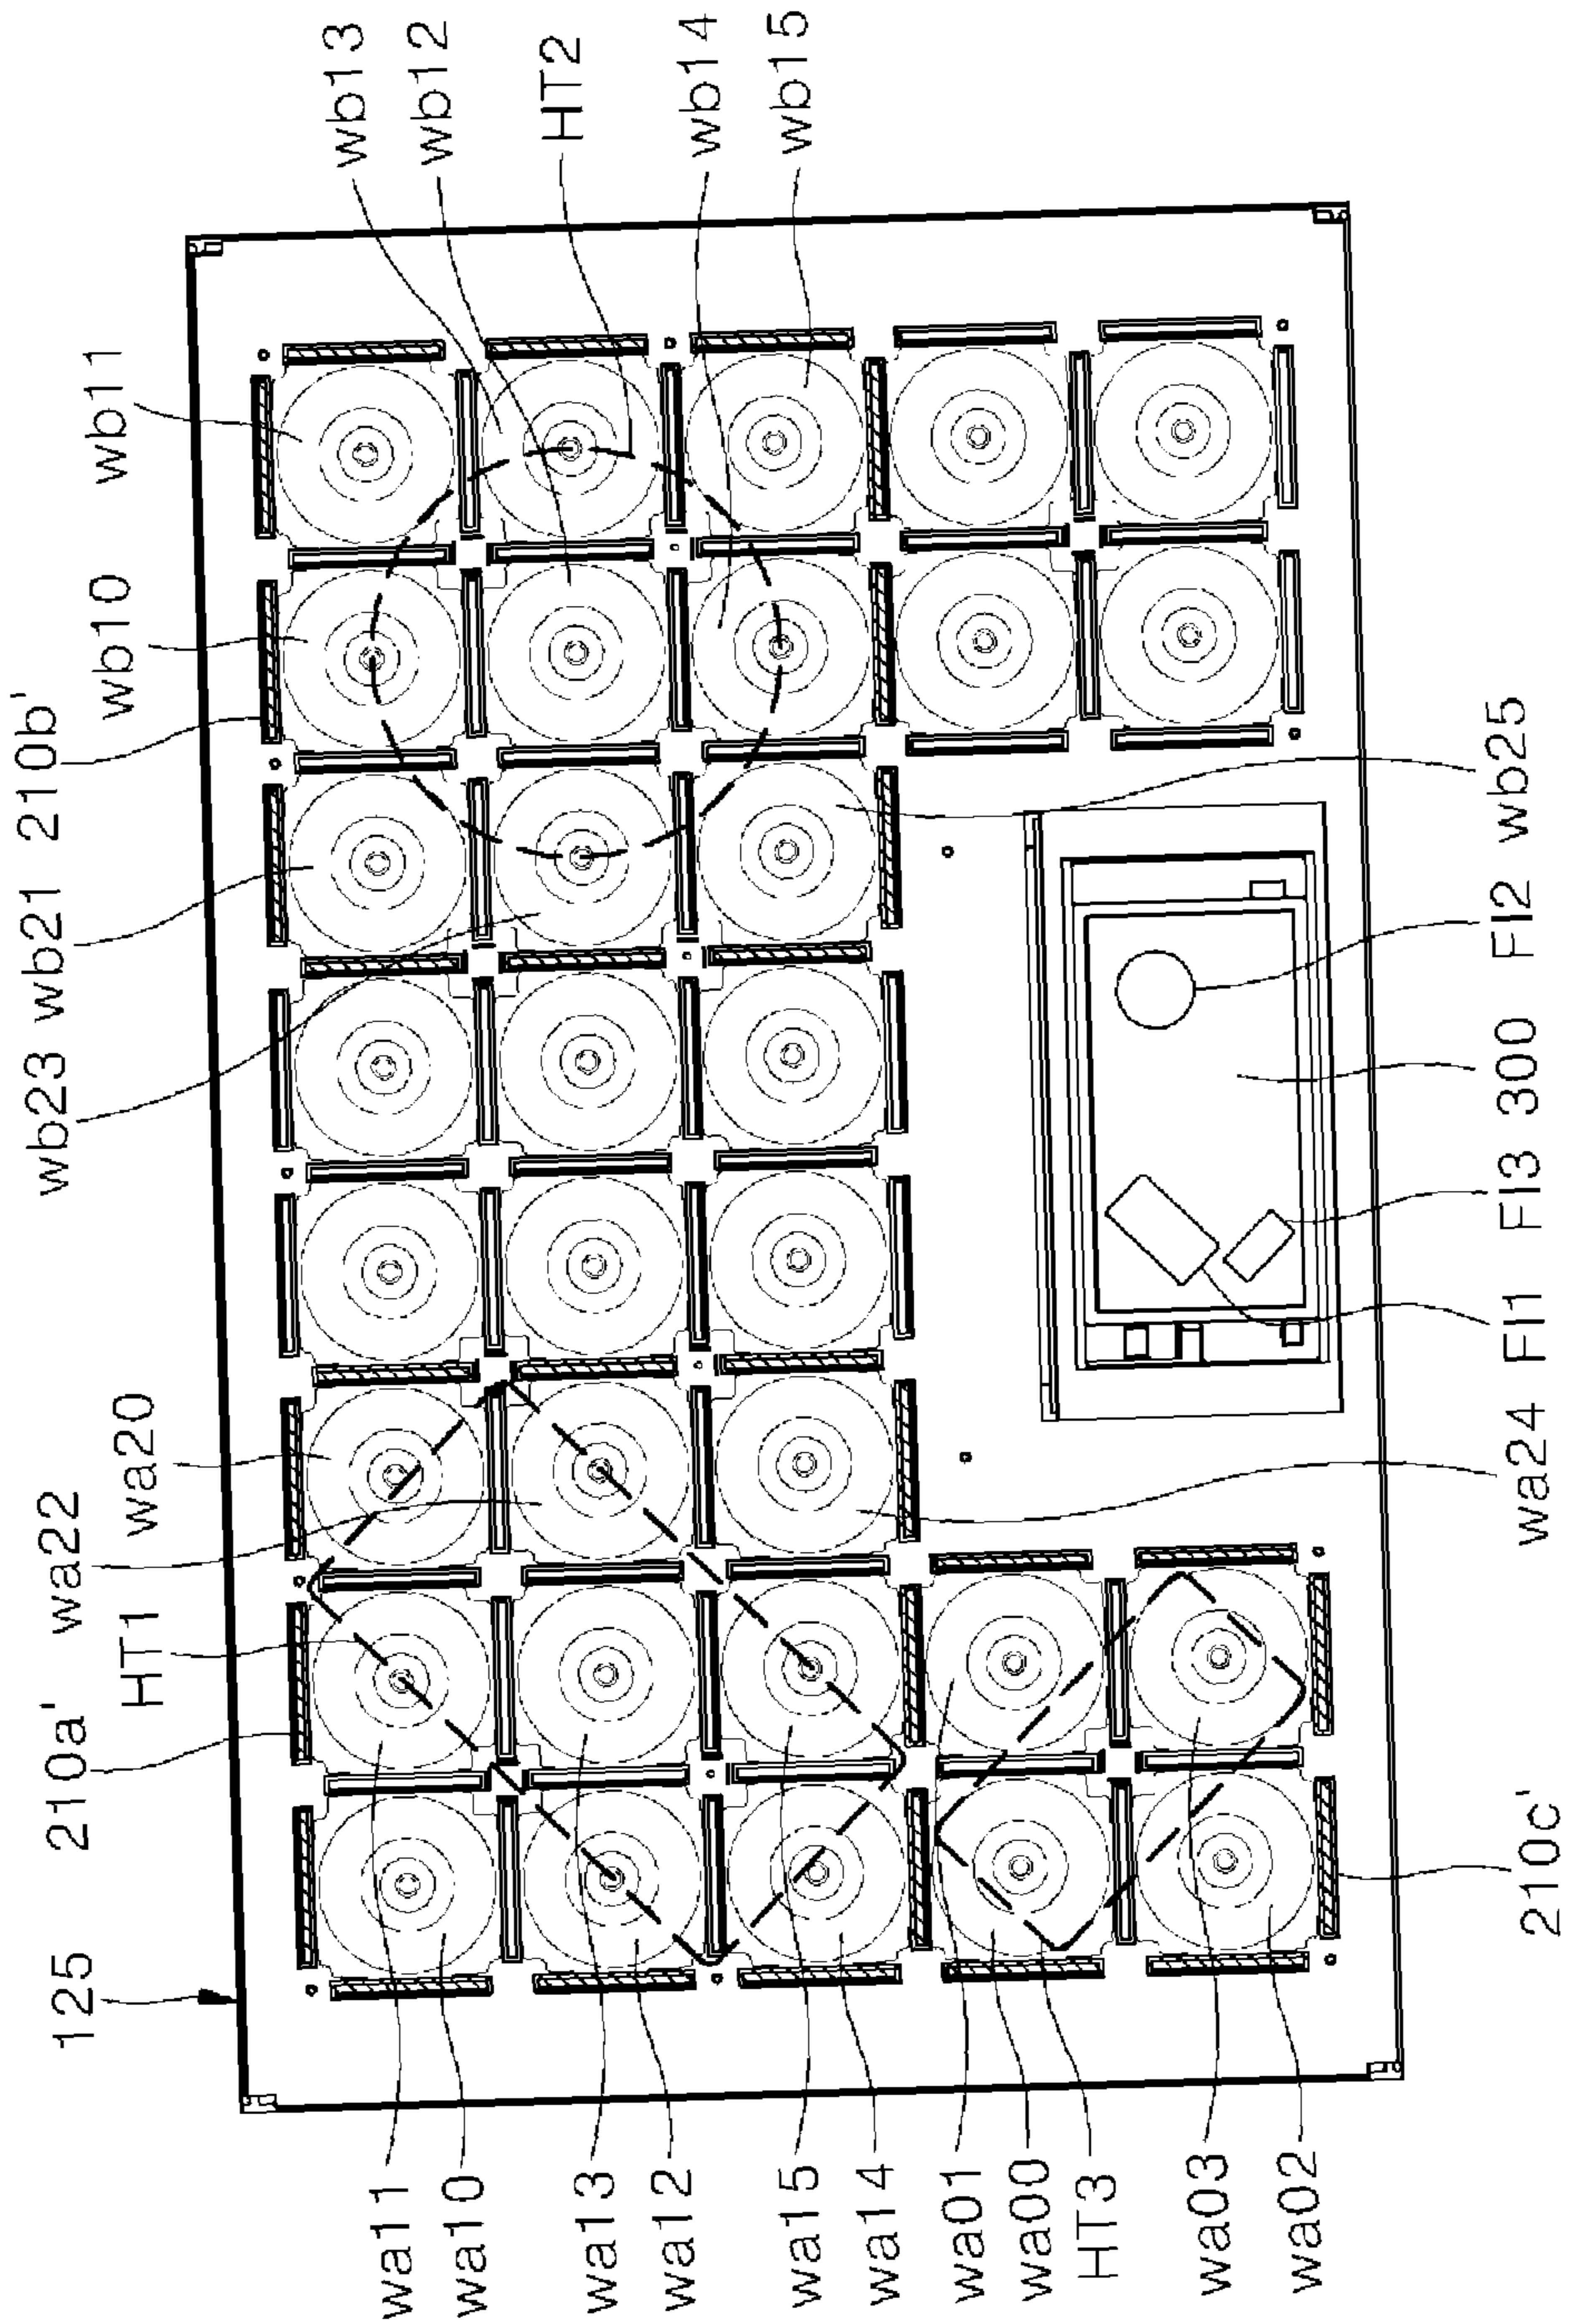 125
210a'
wa22
wb23
wb21
210b'
HT1
wa20
wb10
wb11
wb13
wb12
HT2
wb14
wb15
wa11
wa10
wa13
wa12
wa15
wa14
wa01
wa00
HT3
wa03
wa02
210c'
wa24
FI1
FI3
300
FI2
wb25